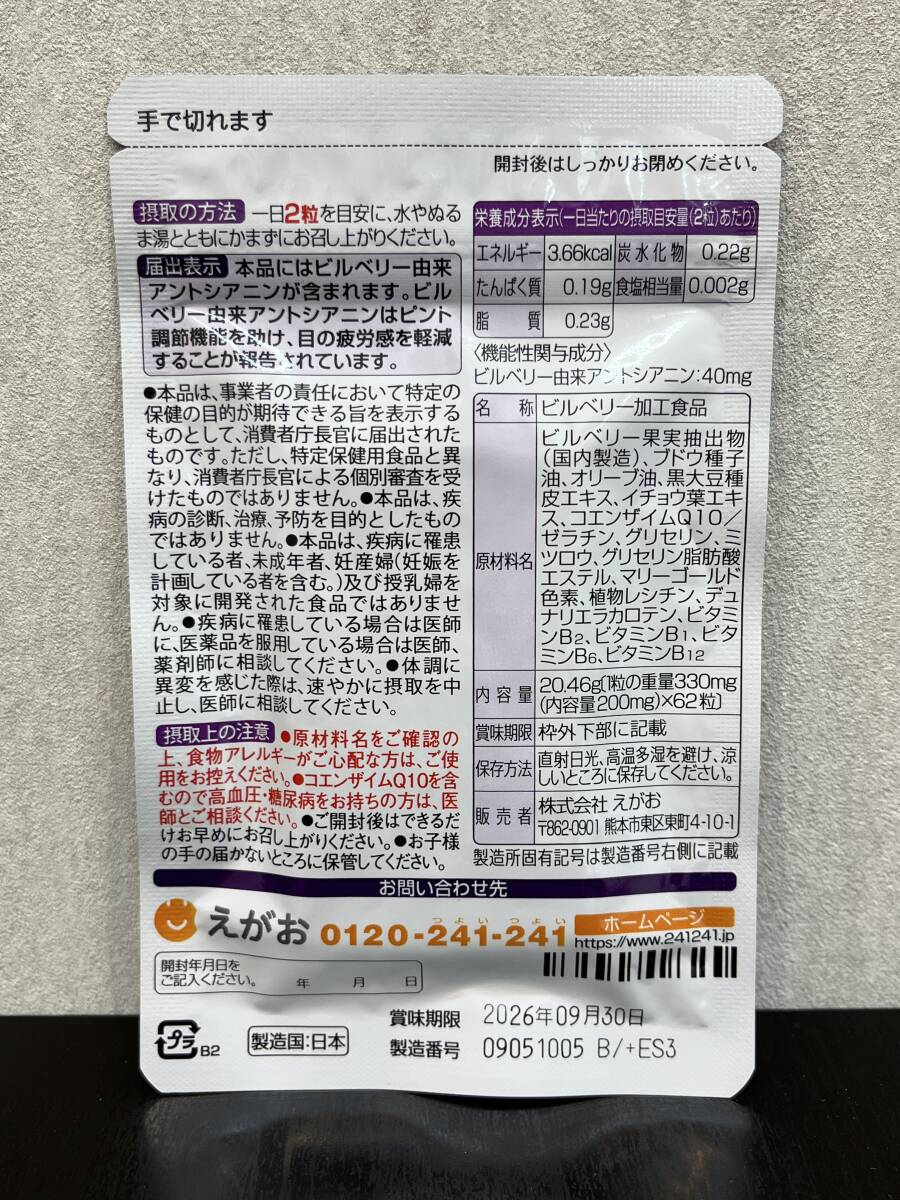 手で切れます
開封後はしっかりお閉めください。
摂取の方法 一日2粒を目安に、水やぬる
ま湯とともにかまずにお召し上がりください。
届出表示 本品にはビルベリー由来
アントシアニンが含まれます。ビル
ベリー由来アントシアニンはピント
調節機能を助け、目の疲労感を軽減
することが報告されています。
●本品は、事業者の責任において特定の
保健の目的が期待できる旨を表示する
ものとして、消費者庁長官に届出された
ものです。ただし、特定保健用食品と異
なり、消費者庁長官による個別審査を受
けたものではありません。●本品は、疾
病の診断、治療、予防を目的としたもの
ではありません。●本品は、疾病に罹患
している者、未成年者、妊産婦(妊娠を
計画している者を含む。)及び授乳婦を
対象に開発された食品ではありませ
ん。●疾病に罹患している場合は医師
に、医薬品を服用している場合は医師、
薬剤師に相談してください。●体調に
異変を感じた際は、速やかに摂取を中
止し、医師に相談してください。
摂取上の注意 ●原材料名をご確認の
上、食物アレルギーがご心配な方は、ご使
用をお控えください。●コエンザイムQ10を含
むので高血圧・糖尿病をお持ちの方は、医
師とご相談ください。●ご開封後はできるだ
けお早めにお召し上がりください。●お子様
の手の届かないところに保管してください。
栄養成分表示(一日当たりの摂取目安量(2粒)あたり)
エネルギー 3.66kcal 炭水化物 0.22g
たんぱく質 0.19g 食塩相当量 0.002g
脂質 0.23g
〈機能性関与成分〉
ビルベリー由来アントシアニン:40mg
名称 ビルベリー加工食品
原材料名 ビルベリー果実抽出物
(国内製造)、ブドウ種子
油、オリーブ油、黒大豆種
皮エキス、イチョウ葉エキ
ス、コエンザイムQ10/
ゼラチン、グリセリン、ミ
ツロウ、グリセリン脂肪酸
エステル、マリーゴールド
色素、植物レシチン、デュ
ナリエラカロテン、ビタミ
ンB2、ビタミンB1、ビタ
ミンB6、ビタミンB12
内容量 20.46g〔粒の重量330mg
(内容量200mg)×62粒〕
賞味期限 枠外下部に記載
保存方法 直射日光、高温多湿を避け、涼
しいところに保存してください。
販売者 株式会社 えがお
〒862-0901 熊本市東区東町4-10-1
製造所固有記号は製造番号右側に記載
お問い合わせ先
えがお 0120-241-241
つよい つよい
ホームページ
https://www.241241.jp
開封年月日を
ご記入ください。 年 月 日
プラ B2 製造国:日本
賞味期限 2026年09月30日
製造番号 09051005 B/+ES3